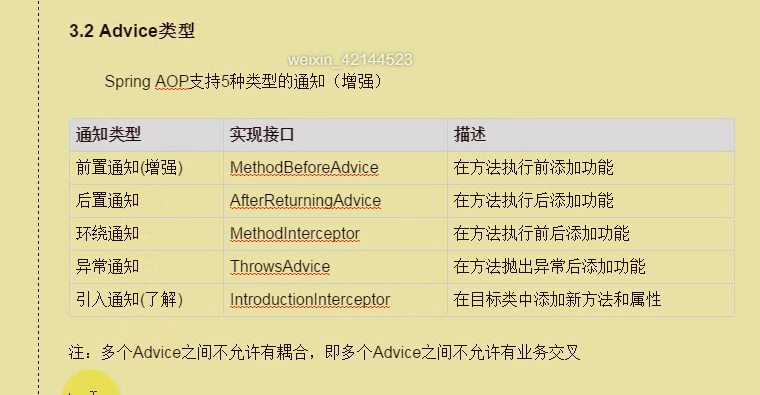 3.2 Advice类型
weixin_42144523
Spring AOP支持5种类型的通知（增强）
通知类型 实现接口 描述
前置通知(增强) MethodBeforeAdvice 在方法执行前添加功能
后置通知 AfterReturningAdvice 在方法执行后添加功能
环绕通知 MethodInterceptor 在方法执行前后添加功能
异常通知 ThrowsAdvice 在方法抛出异常后添加功能
引入通知(了解) IntroductionInterceptor 在目标类中添加新方法和属性
注：多个Advice之间不允许有耦合，即多个Advice之间不允许有业务交叉